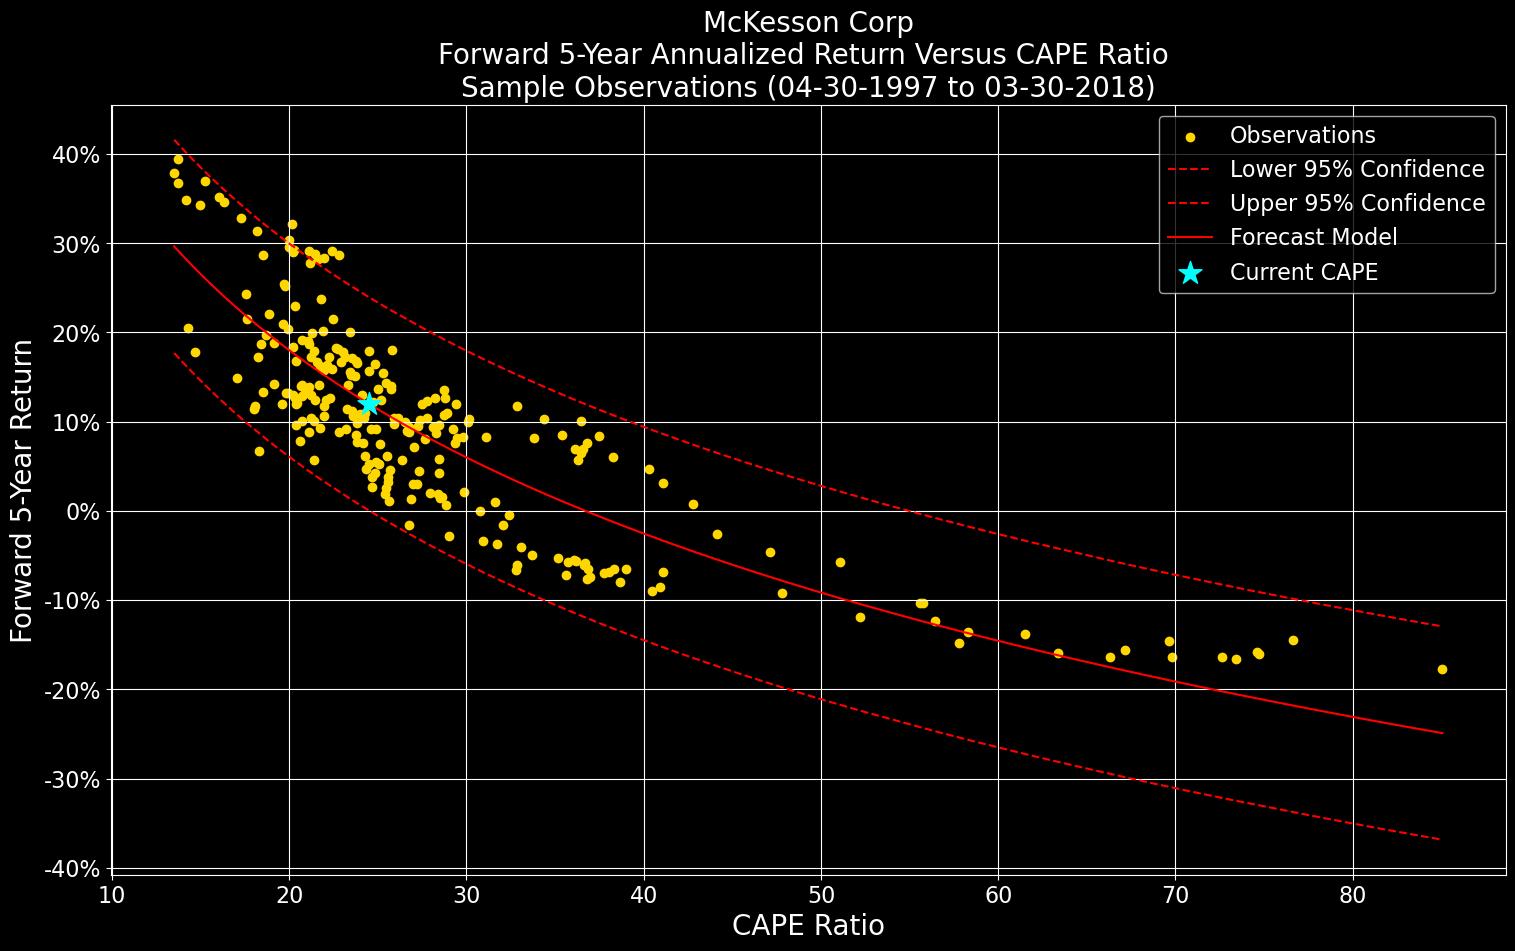 McKesson Corp
Forward 5-Year Annualized Return Versus CAPE Ratio
Sample Observations (04-30-1997 to 03-30-2018)
Observations
Lower 95% Confidence
Upper 95% Confidence
Forecast Model
Current CAPE
Forward 5-Year Return
40%
30%
20%
10%
0%
-10%
-20%
-30%
-40%
10 20 30 40 50 60 70 80
CAPE Ratio